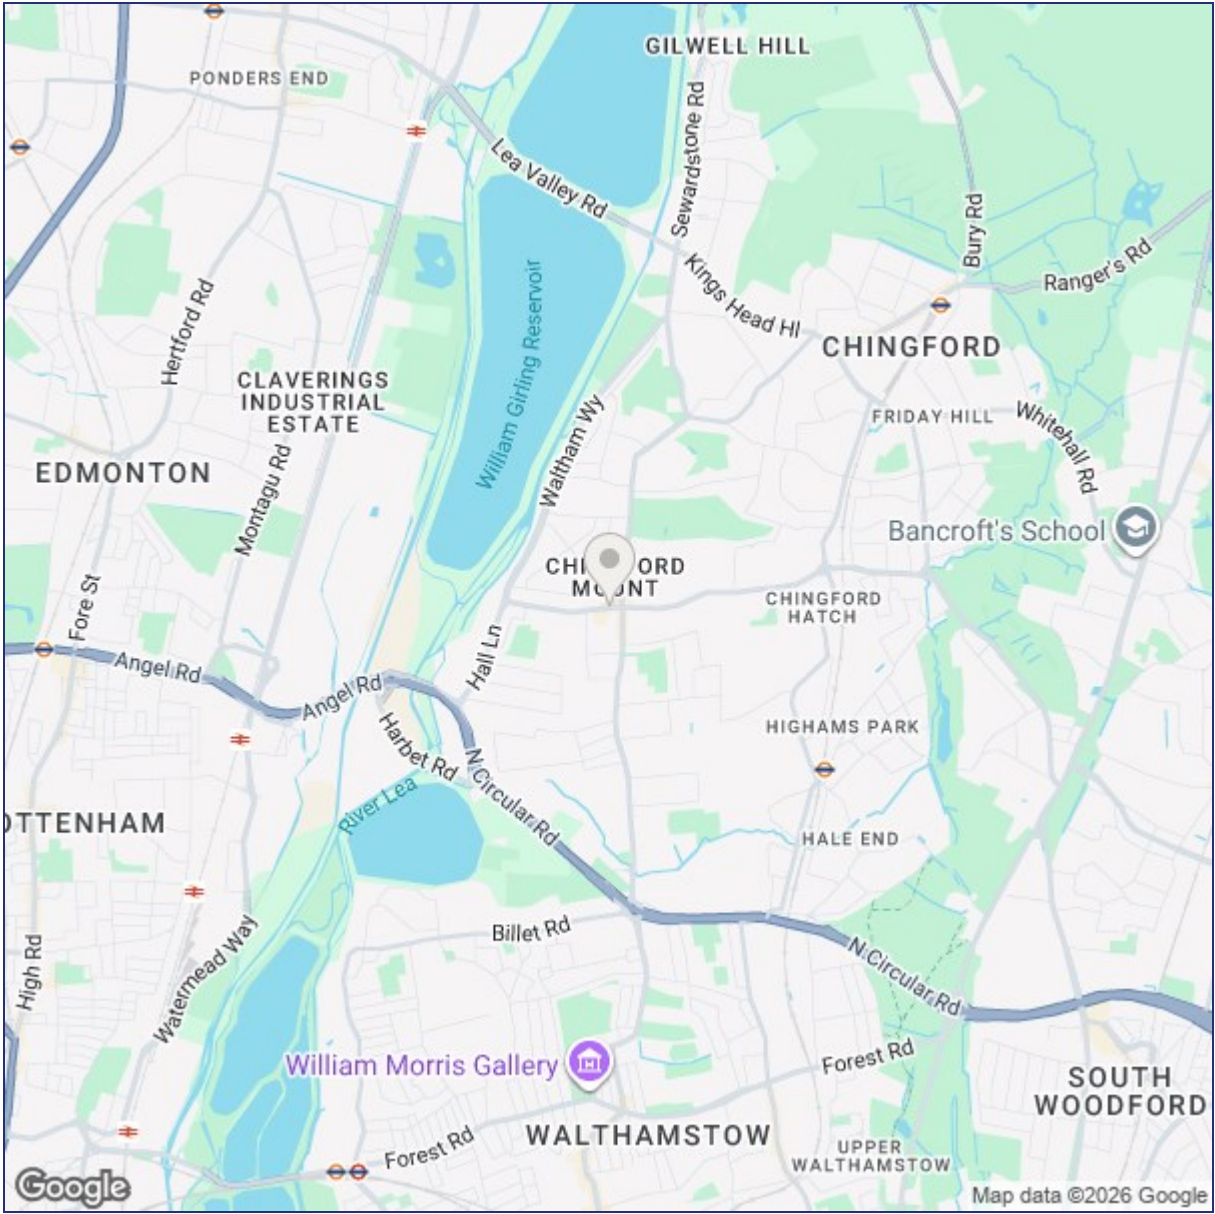 GILWELL HILL
PONDERS END
Sewardstone Rd
Lea Valley Rd
Bury Rd
Ranger's Rd
Kings Head Hl
Hertford Rd
William Girling Reservoir
CHINGFORD
CLAVERINGS
INDUSTRIAL
ESTATE
Waltham Wy
FRIDAY HILL
Whitehall Rd
EDMONTON
Montagu Rd
Bancroft's School
MOUNT
CHINGFORD
HATCH
Fore St
Hall Ln
Angel Rd
Angel Rd
Harbet Rd
N Circular Rd
HIGHAMS PARK
River Lea
OTTENHAM
HALE END
Billet Rd
High Rd
Watermead Way
N Circular Rd
William Morris Gallery
Forest Rd
SOUTH
WOODFORD
WALTHAMSTOW
Forest Rd
UPPER
WALTHAMSTOW
Google
Map data ©2026 Google